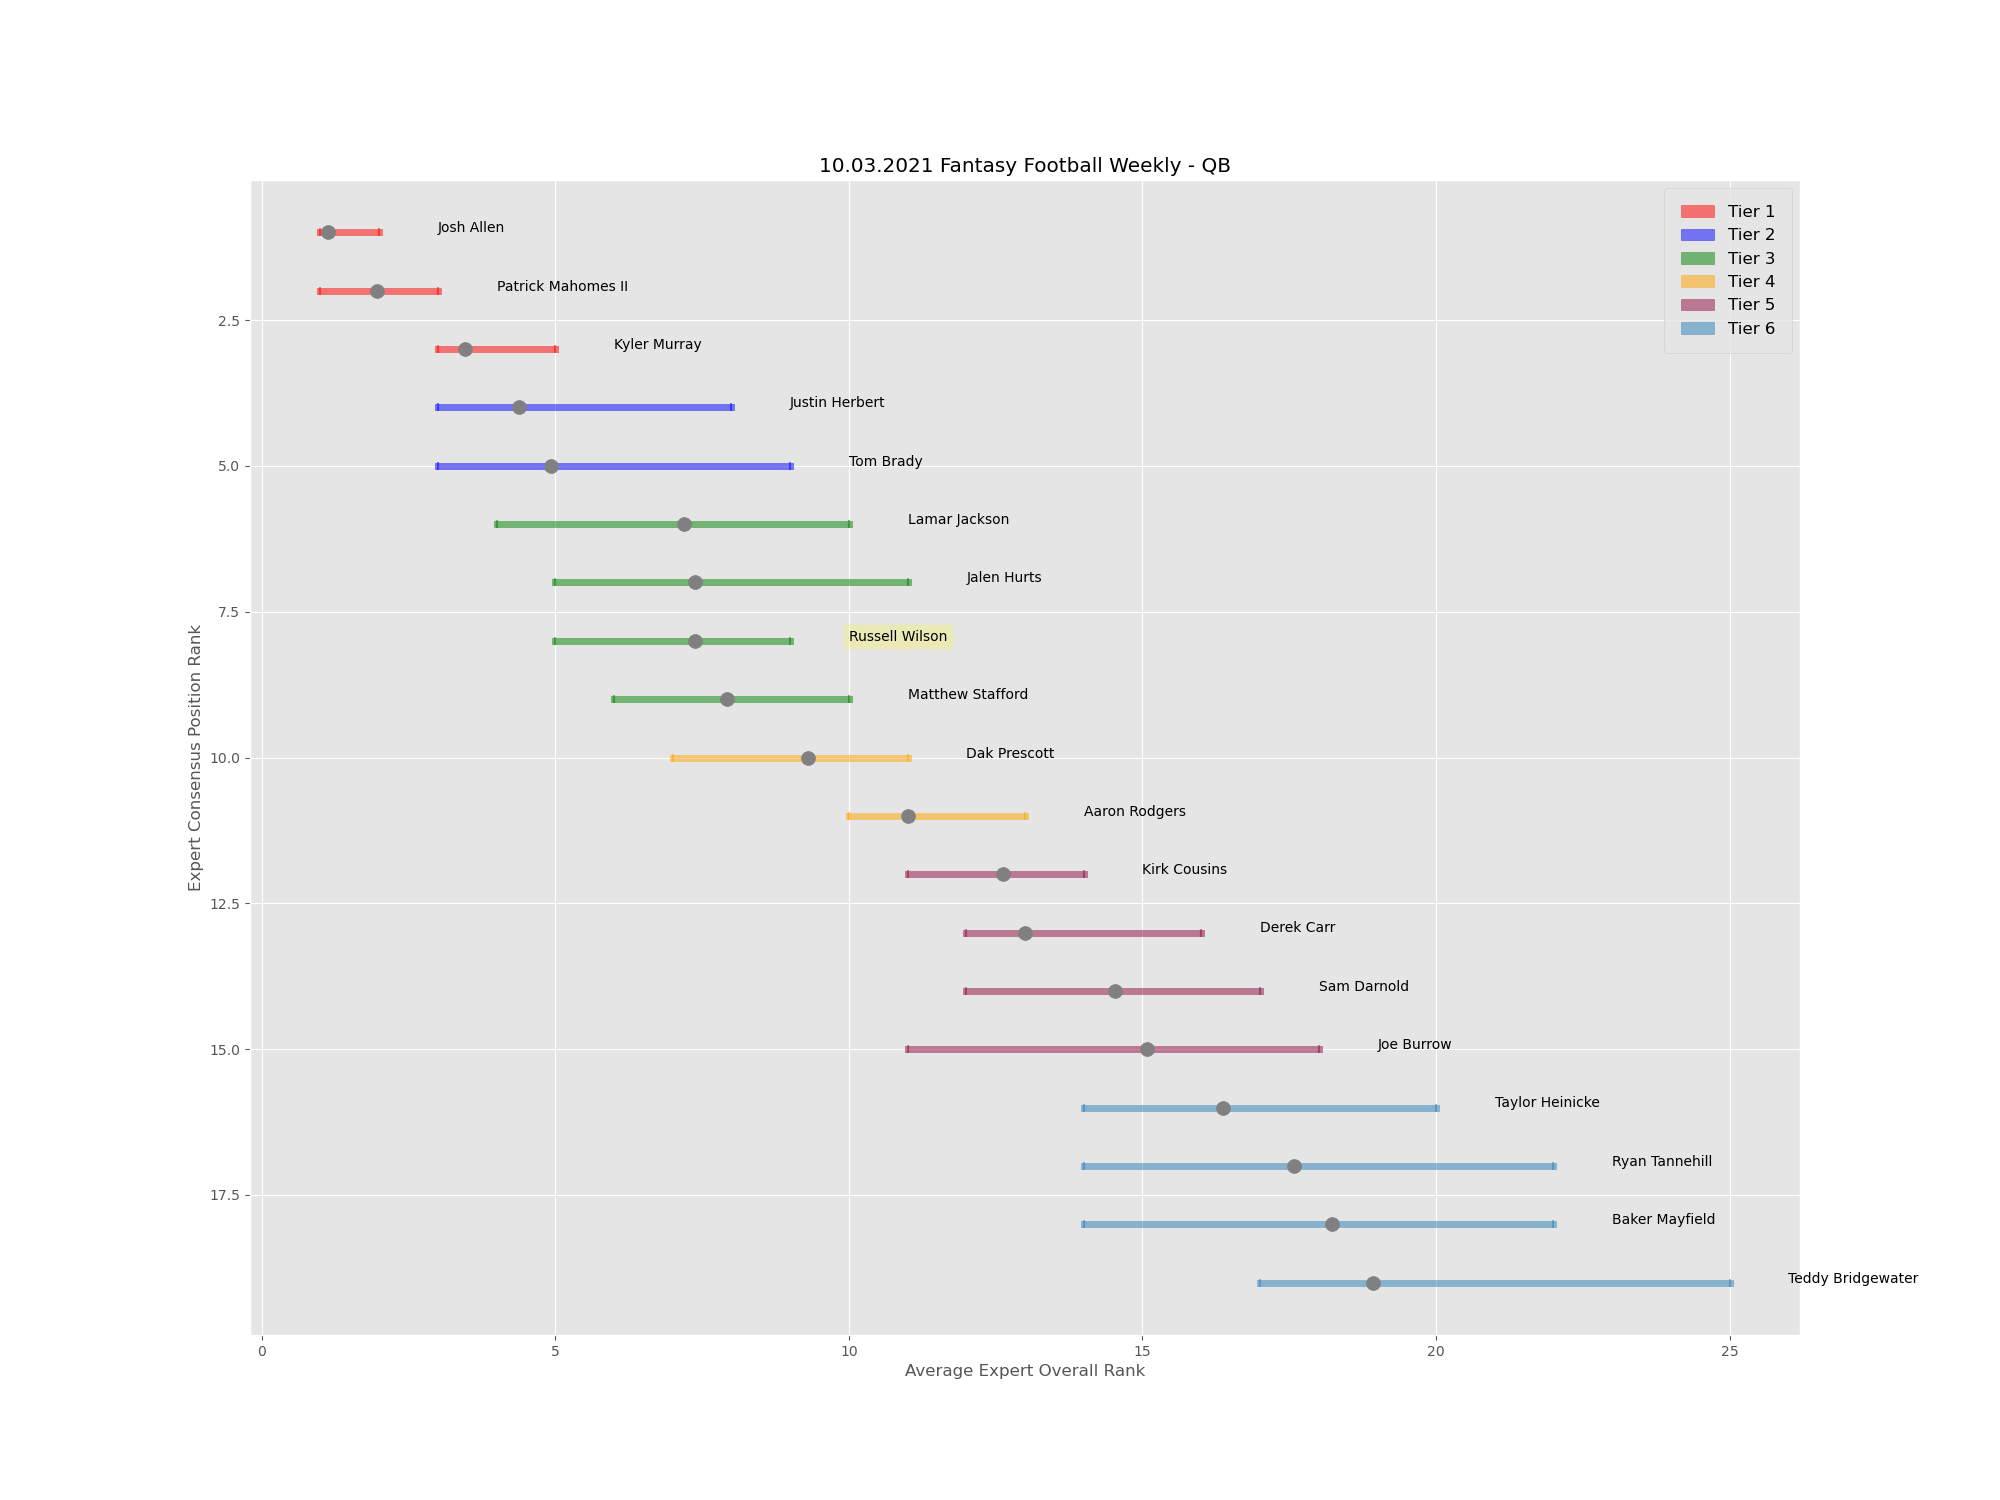 10.03.2021 Fantasy Football Weekly - QB
Tier 1
Tier 2
Tier 3
Tier 4
Tier 5
Tier 6
Josh Allen
Patrick Mahomes II
Kyler Murray
Justin Herbert
Tom Brady
Lamar Jackson
Jalen Hurts
Russell Wilson
Matthew Stafford
Dak Prescott
Aaron Rodgers
Kirk Cousins
Derek Carr
Sam Darnold
Joe Burrow
Taylor Heinicke
Ryan Tannehill
Baker Mayfield
Teddy Bridgewater
Expert Consensus Position Rank
2.5
5.0
7.5
10.0
12.5
15.0
17.5
0 5 10 15 20 25
Average Expert Overall Rank